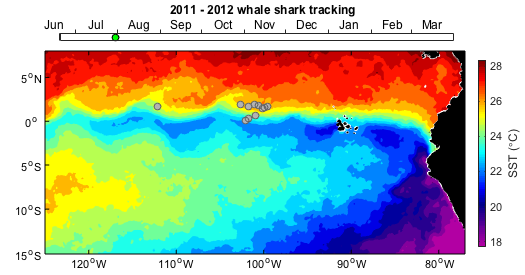 2011 - 2012 whale shark tracking
Jun Jul Aug Sep Oct Nov Dec Jan Feb Mar
5°N
0°
5°S
10°S
15°S
120°W 110°W 100°W 90°W 80°W
28
26
24
22
20
18
SST (°C)